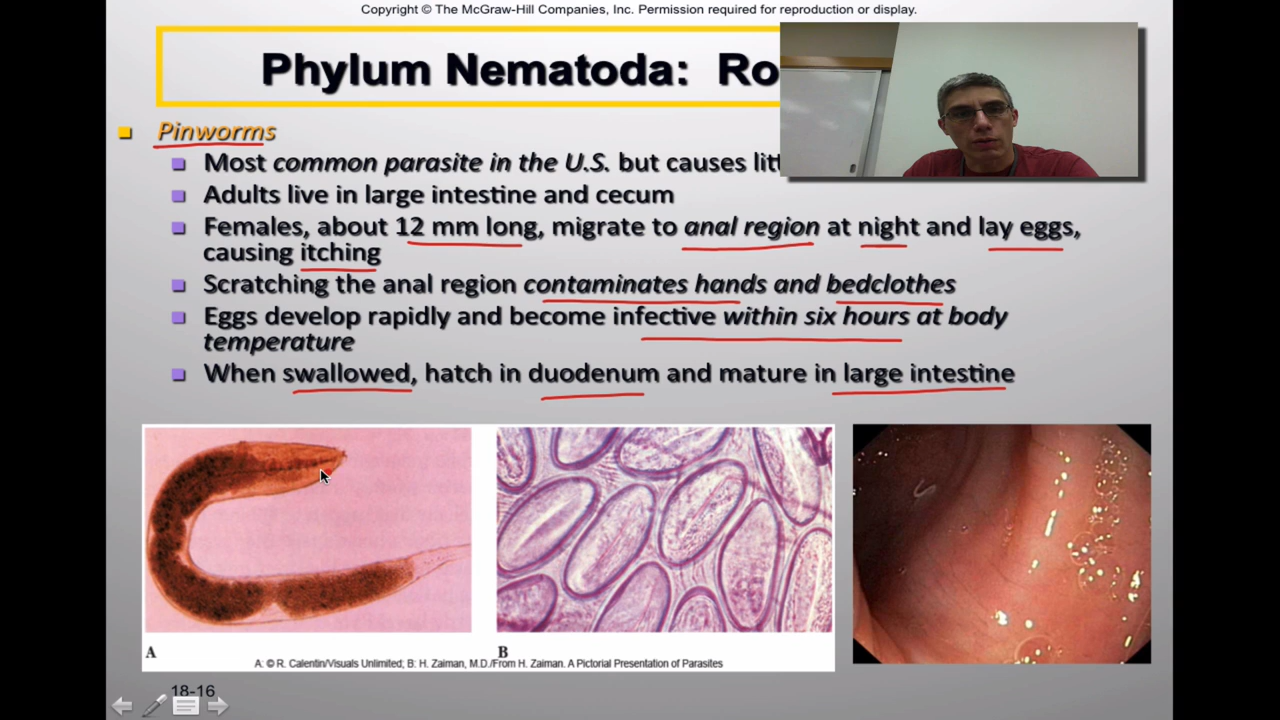 Copyright © The McGraw-Hill Companies, Inc. Permission required for reproduction or display.
Phylum Nematoda: Ro
Pinworms
Most common parasite in the U.S. but causes lit
Adults live in large intestine and cecum
Females, about 12 mm long, migrate to anal region at night and lay eggs,
causing itching
Scratching the anal region contaminates hands and bedclothes
Eggs develop rapidly and become infective within six hours at body
temperature
When swallowed, hatch in duodenum and mature in large intestine
A
B
A: © R. Calentin/Visuals Unlimited; B: H. Zaiman, M.D./From H. Zaiman. A Pictorial Presentation of Parasites
18-16